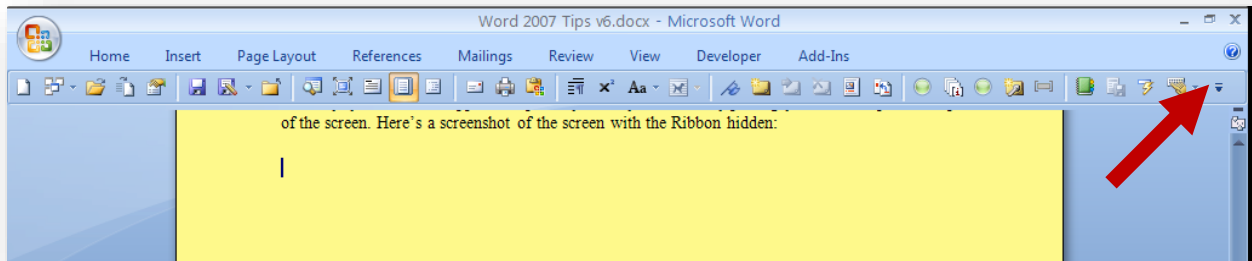 Word 2007 Tips v6.docx - Microsoft Word
Home Insert Page Layout References Mailings Review View Developer Add-Ins
Aa
of the screen. Here's a screenshot of the screen with the Ribbon hidden: